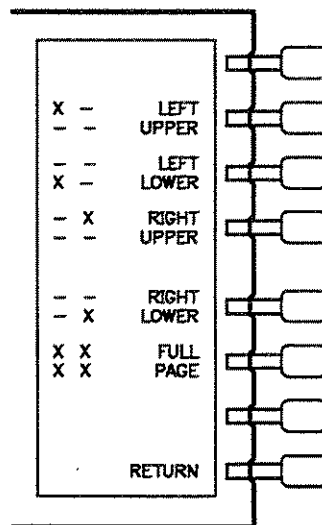 X – LEFT
– – UPPER
– – LEFT
X – LOWER
– X RIGHT
– – UPPER
– – RIGHT
– X LOWER
X X FULL
X X PAGE
RETURN